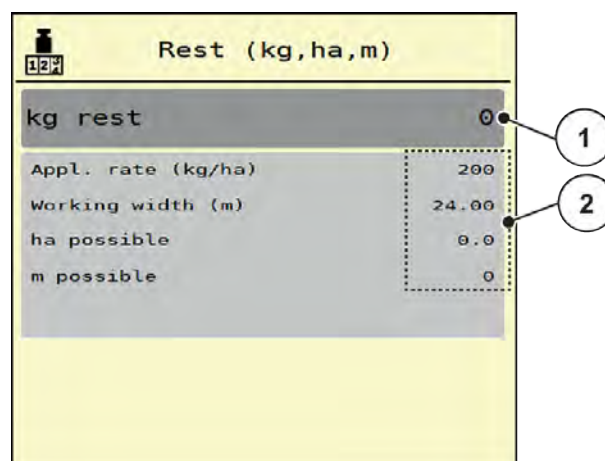 Rest (kg,ha,m)
kg rest 0
1
Appl. rate (kg/ha) 200
Working width (m) 24.00
2
ha possible 0.0
m possible 0